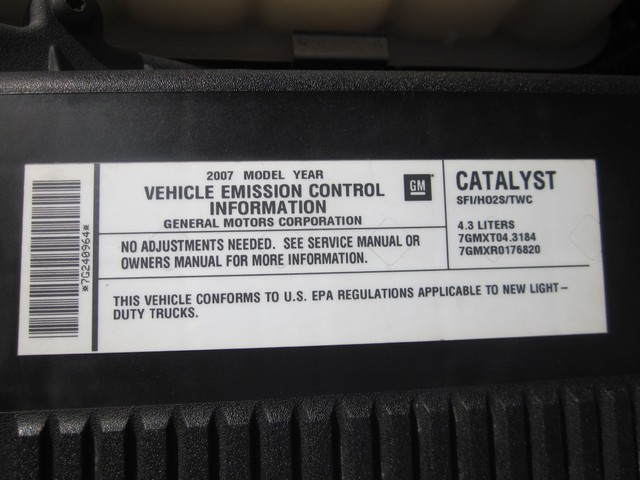 *7G240964*
2007 MODEL YEAR
VEHICLE EMISSION CONTROL
INFORMATION
GENERAL MOTORS CORPORATION
GM
NO ADJUSTMENTS NEEDED. SEE SERVICE MANUAL OR
OWNERS MANUAL FOR MORE INFORMATION.
CATALYST
SFI/HO2S/TWC
4.3 LITERS
7GMXT04.3184
7GMXR0176820
THIS VEHICLE CONFORMS TO U.S. EPA REGULATIONS APPLICABLE TO NEW LIGHT-
DUTY TRUCKS.